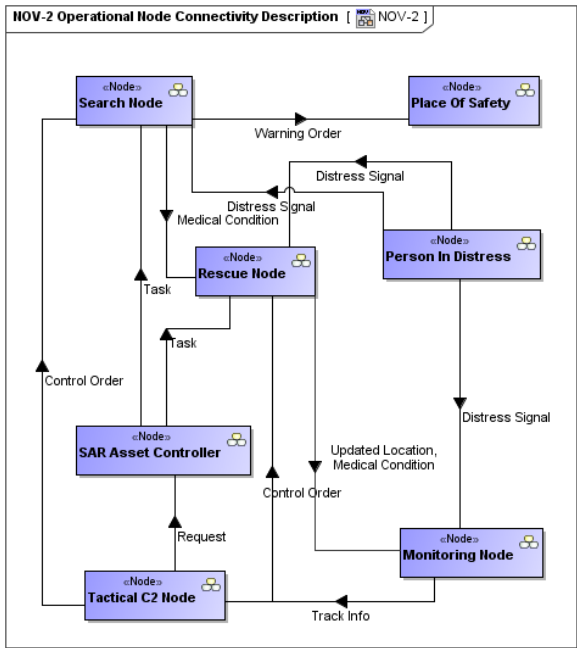 NOV-2 Operational Node Connectivity Description [ NOV-2 ]
«Node»
Search Node
«Node»
Place Of Safety
Warning Order
Distress Signal
Distress Signal
Medical Condition
«Node»
Person In Distress
«Node»
Rescue Node
Task
Task
Control Order
Distress Signal
«Node»
SAR Asset Controller
Updated Location,
Medical Condition
Control Order
Request
«Node»
Monitoring Node
«Node»
Tactical C2 Node
Track Info